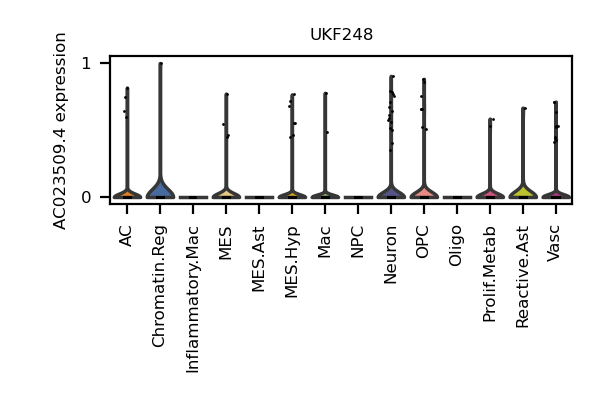 UKF248
AC023509.4 expression
1
0
AC
Chromatin.Reg
Inflammatory.Mac
MES
MES.Ast
MES.Hyp
Mac
NPC
Neuron
OPC
Oligo
Prolif.Metab
Reactive.Ast
Vasc